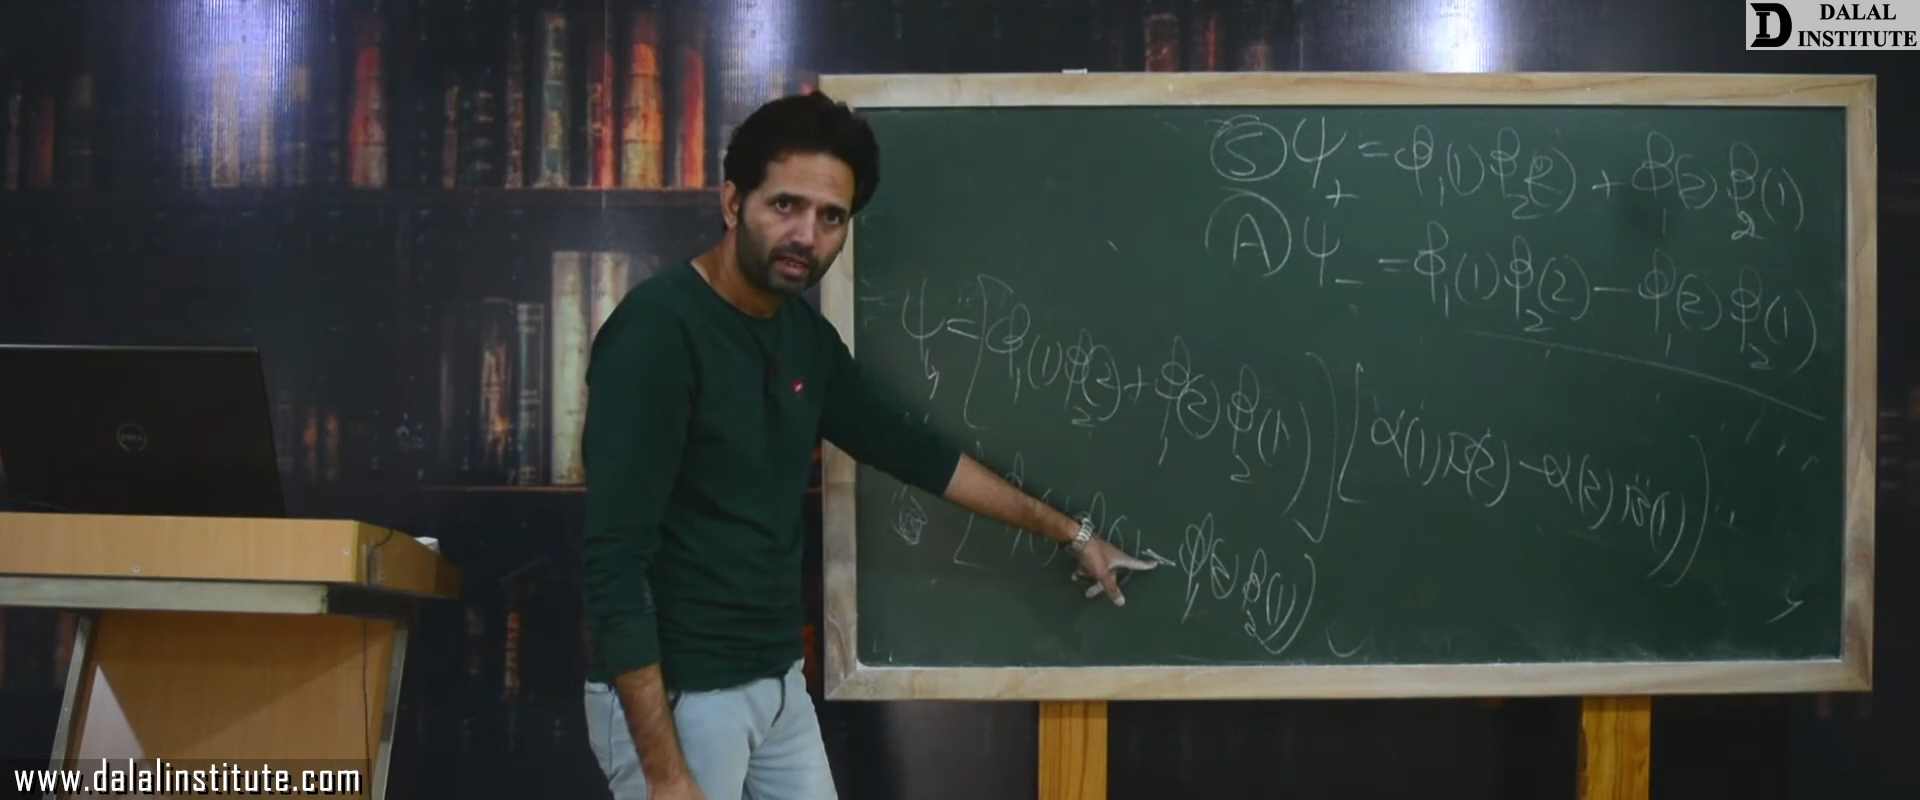 DALAL
INSTITUTE
Ⓢ ψ₊ = φ₁(1) φ₂(2) + φ₁(2) φ₂(1)
Ⓐ ψ₋ = φ₁(1) φ₂(2) − φ₁(2) φ₂(1)
ψ = [φ₁(1) φ₂(2) + φ₁(2) φ₂(1)] [α(1) β(2) − α(2) β(1)]
− φ₁(2) φ₂(1)]
DELL
www.dalalinstitute.com